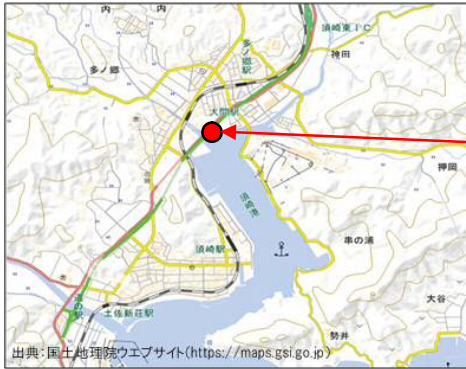 内
内
須崎東IC
多ノ郷駅
神田
多ノ郷
大間駅
押岡
須崎港
串の浦
須崎駅
道の駅
大谷
土佐新荘駅
勢井
出典:国土地理院ウエブサイト(https://maps.gsi.go.jp)